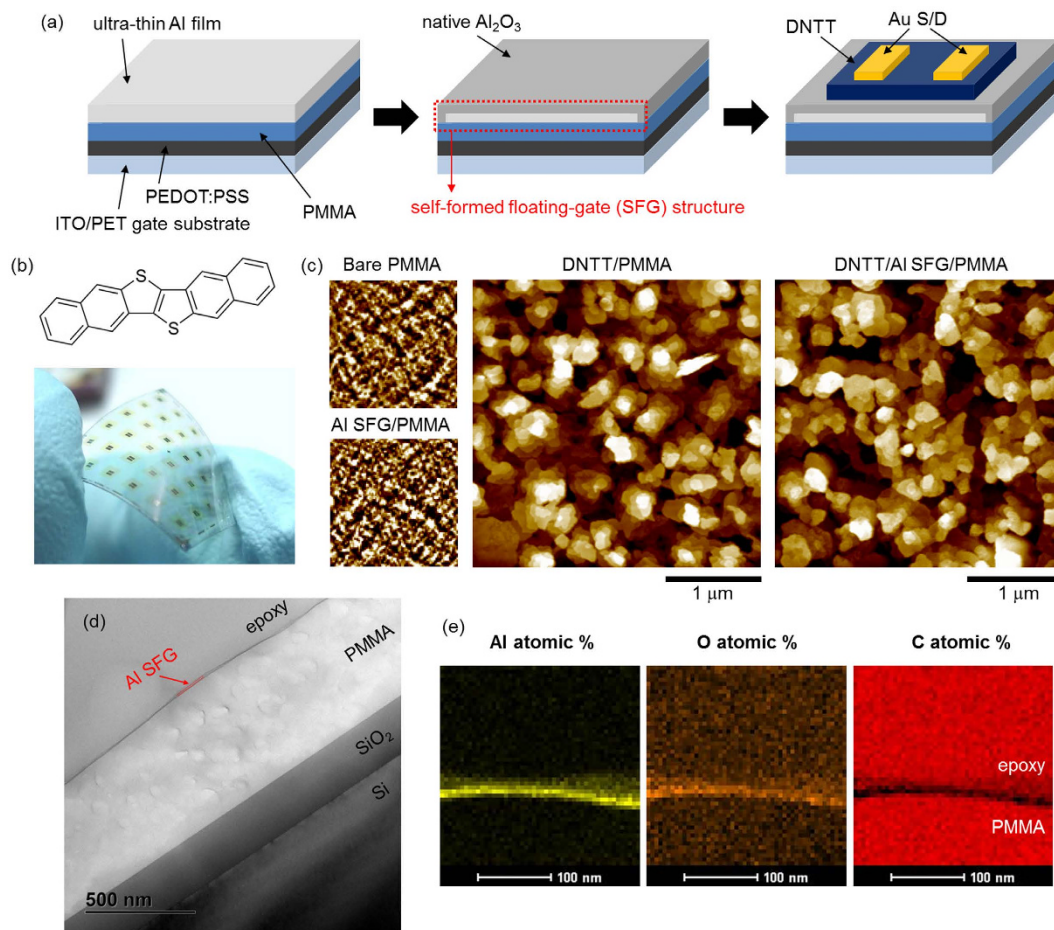 (a)
ultra-thin Al film
native Al₂O₃
DNTT
Au S/D
PEDOT:PSS
ITO/PET gate substrate
PMMA
self-formed floating-gate (SFG) structure
(b)
S
S
(c)
Bare PMMA
DNTT/PMMA
DNTT/Al SFG/PMMA
Al SFG/PMMA
1 μm
1 μm
(d)
epoxy
PMMA
Al SFG
SiO₂
Si
500 nm
(e)
Al atomic %
O atomic %
C atomic %
epoxy
PMMA
100 nm
100 nm
100 nm